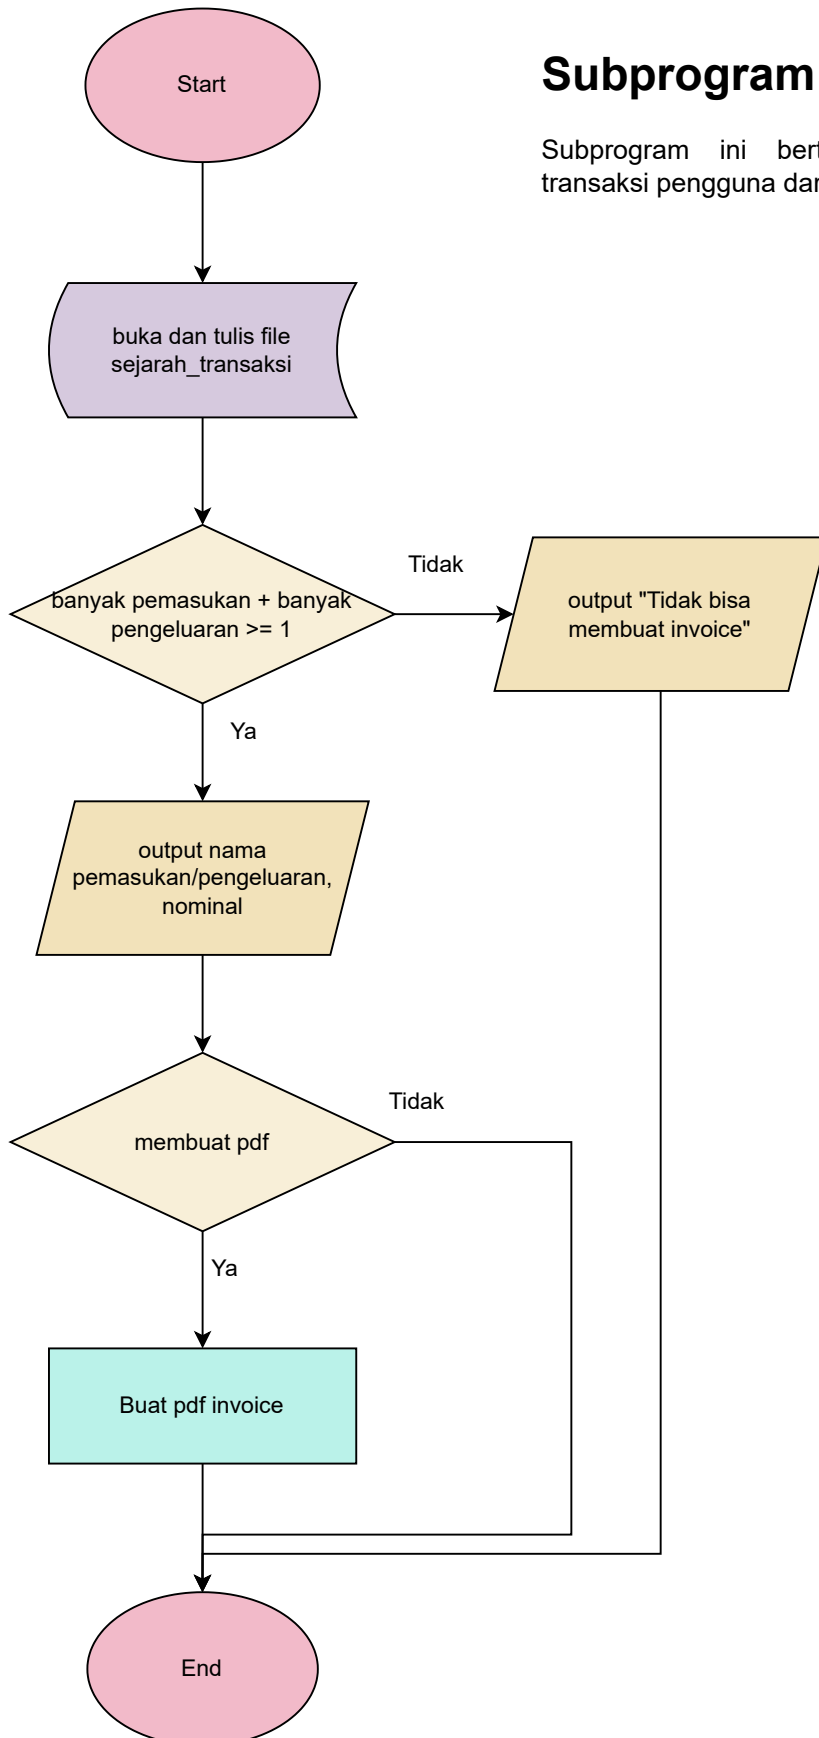 Start
Subprogram
Subprogram ini
transaksi pengguna
buka dan tulis file
sejarah_transaksi
Tidak
banyak pemasukan + banyak
pengeluaran >= 1
output "Tidak bisa
membuat invoice"
Ya
output nama
pemasukan/pengeluaran,
nominal
Tidak
membuat pdf
Ya
Buat pdf invoice
End